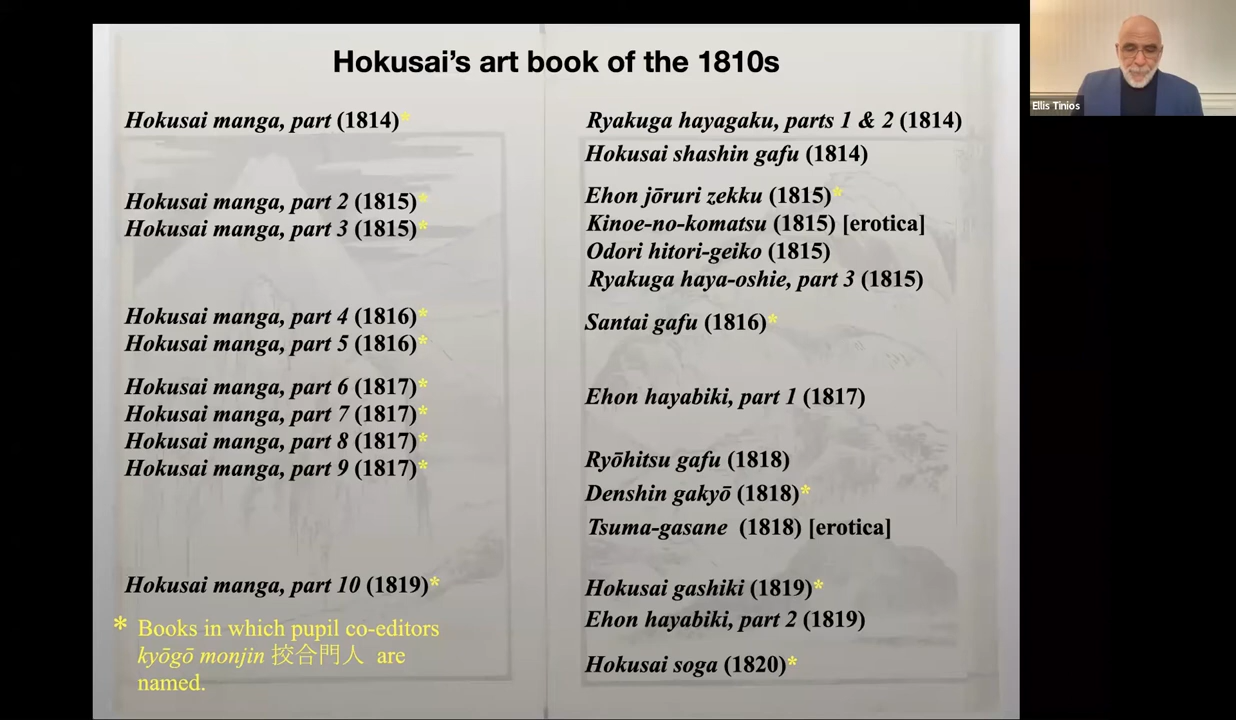 Hokusai's art book of the 1810s
Hokusai manga, part (1814)*
Hokusai manga, part 2 (1815)*
Hokusai manga, part 3 (1815)*
Hokusai manga, part 4 (1816)*
Hokusai manga, part 5 (1816)*
Hokusai manga, part 6 (1817)*
Hokusai manga, part 7 (1817)*
Hokusai manga, part 8 (1817)*
Hokusai manga, part 9 (1817)*
Hokusai manga, part 10 (1819)*
* Books in which pupil co-editors
kyōgō monjin 挍合門人 are
named.
Ryakuga hayagaku, parts 1 & 2 (1814)
Hokusai shashin gafu (1814)
Ehon jōruri zekku (1815)*
Kinoe-no-komatsu (1815) [erotica]
Odori hitori-geiko (1815)
Ryakuga haya-oshie, part 3 (1815)
Santai gafu (1816)*
Ehon hayabiki, part 1 (1817)
Ryōhitsu gafu (1818)
Denshin gakyō (1818)*
Tsuma-gasane (1818) [erotica]
Hokusai gashiki (1819)*
Ehon hayabiki, part 2 (1819)
Hokusai soga (1820)*
Ellis Tinios